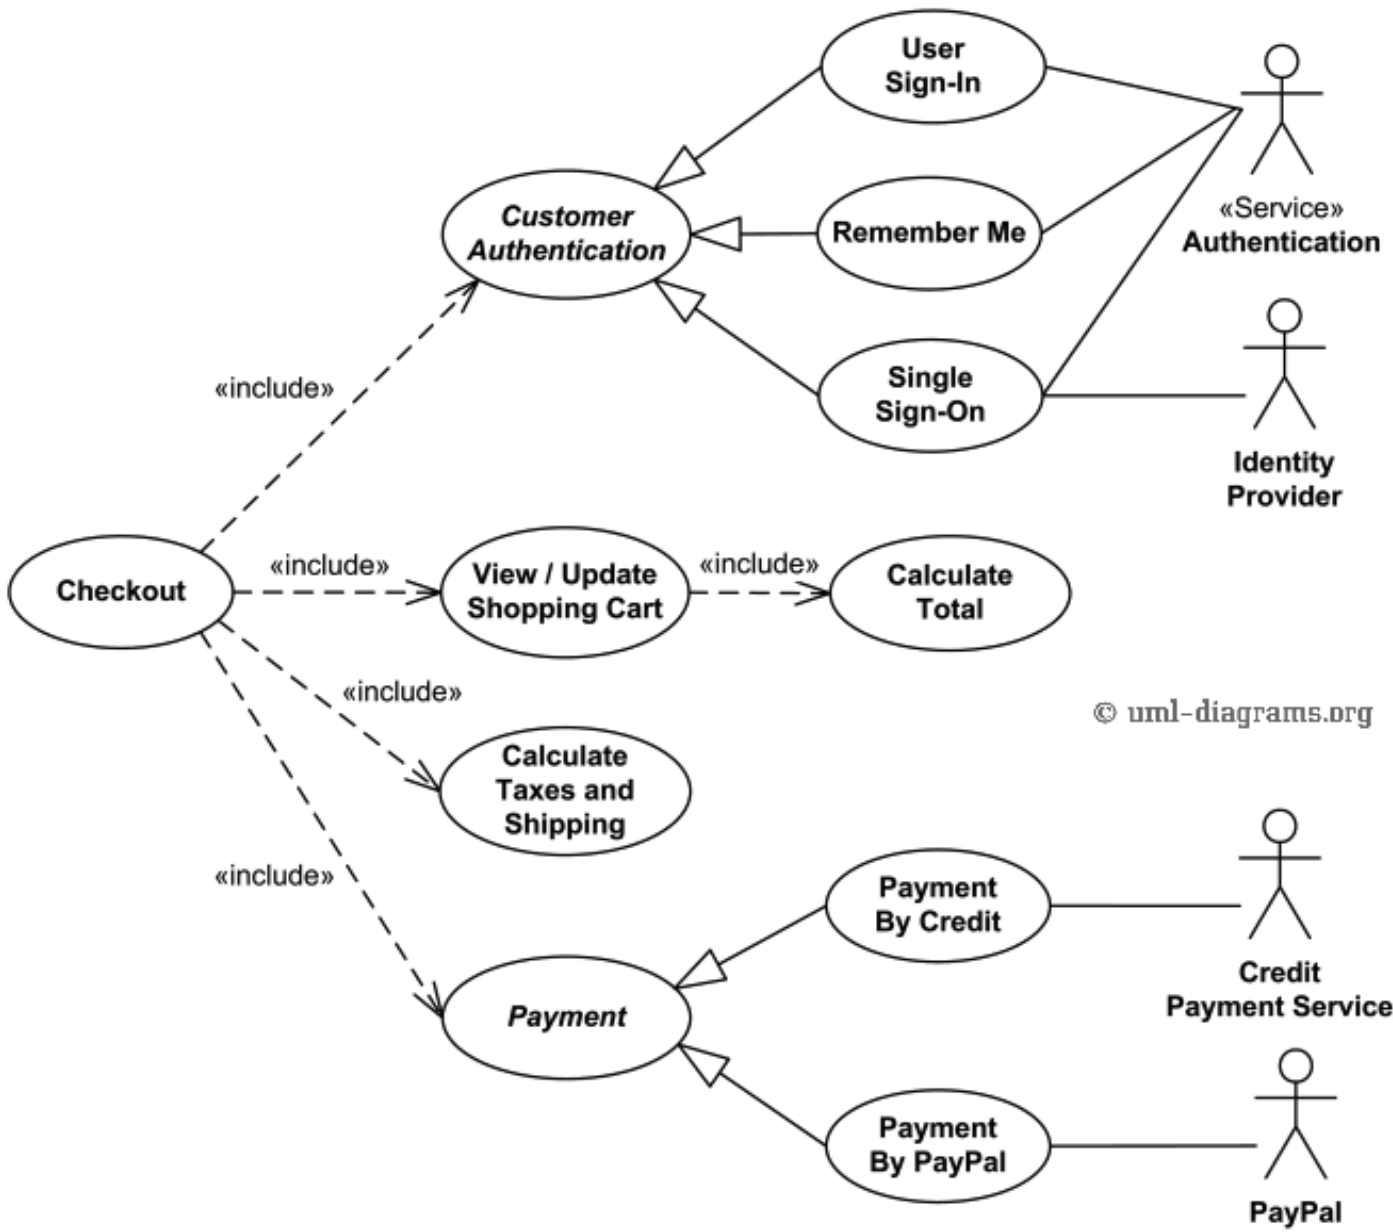 User
Sign-In
Customer
Authentication
Remember Me
«Service»
Authentication
Single
Sign-On
«include»
Identity
Provider
Checkout
«include»
View / Update
Shopping Cart
«include»
Calculate
Total
«include»
© uml-diagrams.org
Calculate
Taxes and
Shipping
«include»
Payment
By Credit
Credit
Payment Service
Payment
Payment
By PayPal
PayPal